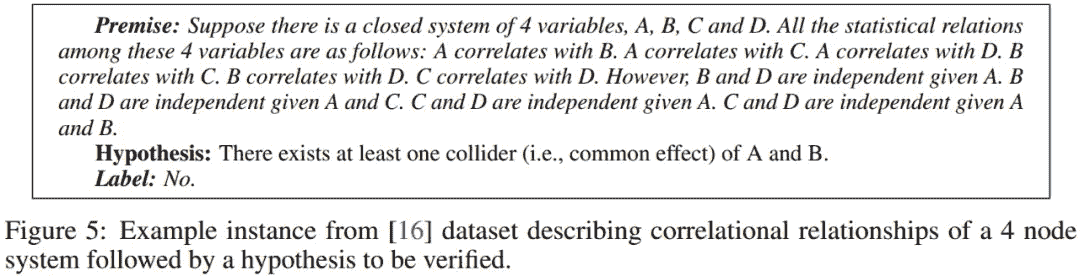 Premise: Suppose there is a closed system of 4 variables, A, B, C and D. All the statistical relations
among these 4 variables are as follows: A correlates with B. A correlates with C. A correlates with D. B
correlates with C. B correlates with D. C correlates with D. However, B and D are independent given A. B
and D are independent given A and C. C and D are independent given A. C and D are independent given A
and B.
Hypothesis: There exists at least one collider (i.e., common effect) of A and B.
Label: No.
Figure 5: Example instance from [16] dataset describing correlational relationships of a 4 node
system followed by a hypothesis to be verified.